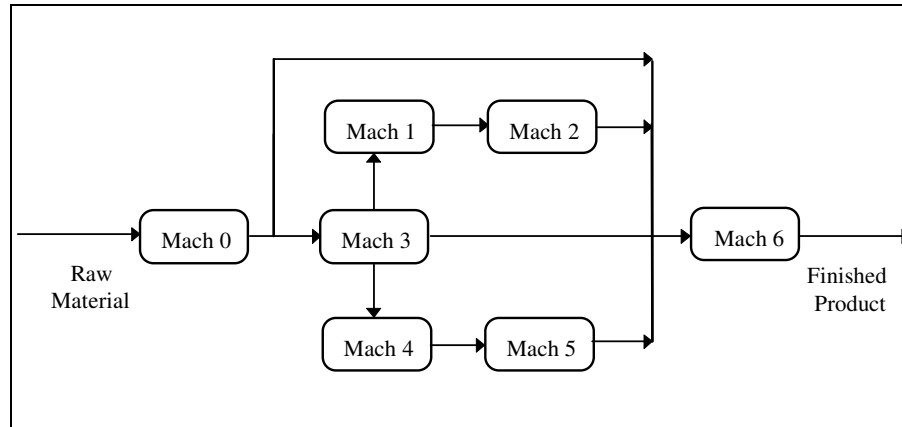 Mach 1
Mach 2
Mach 0
Mach 3
Mach 6
Raw
Material
Finished
Product
Mach 4
Mach 5